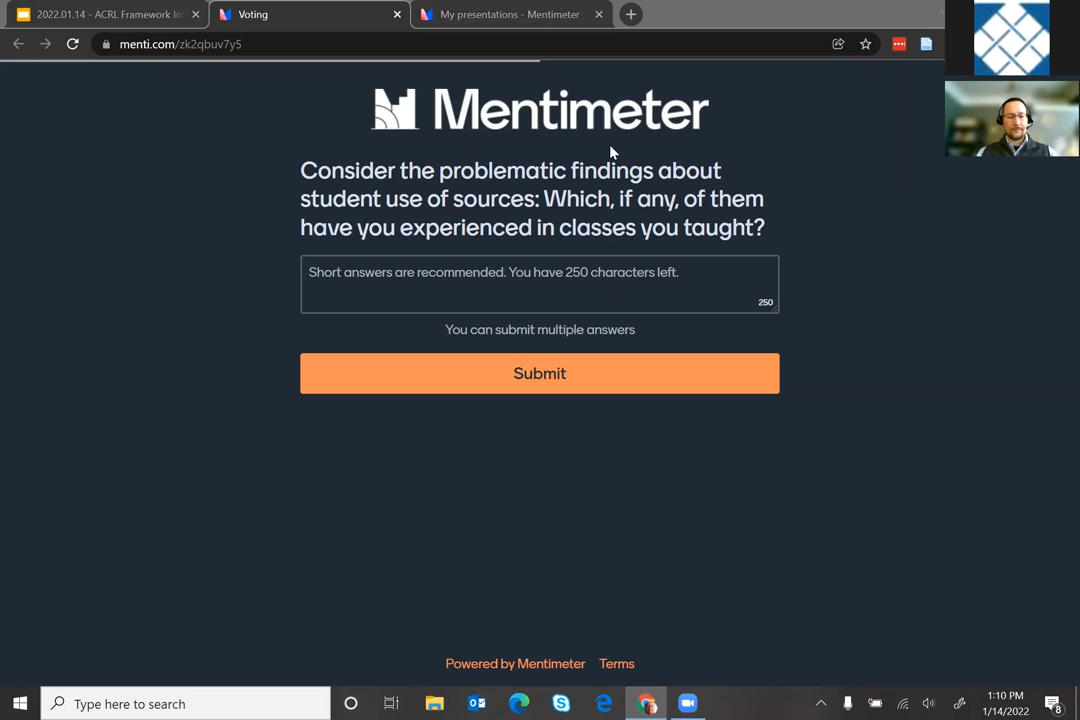 2022.01.14 - ACRL Framework In
Voting
My presentations - Mentimeter
menti.com/zk2qbuv7y5
Mentimeter
Consider the problematic findings about
student use of sources: Which, if any, of them
have you experienced in classes you taught?
Short answers are recommended. You have 250 characters left.
250
You can submit multiple answers
Submit
Powered by Mentimeter Terms
Type here to search
1:10 PM
1/14/2022
8